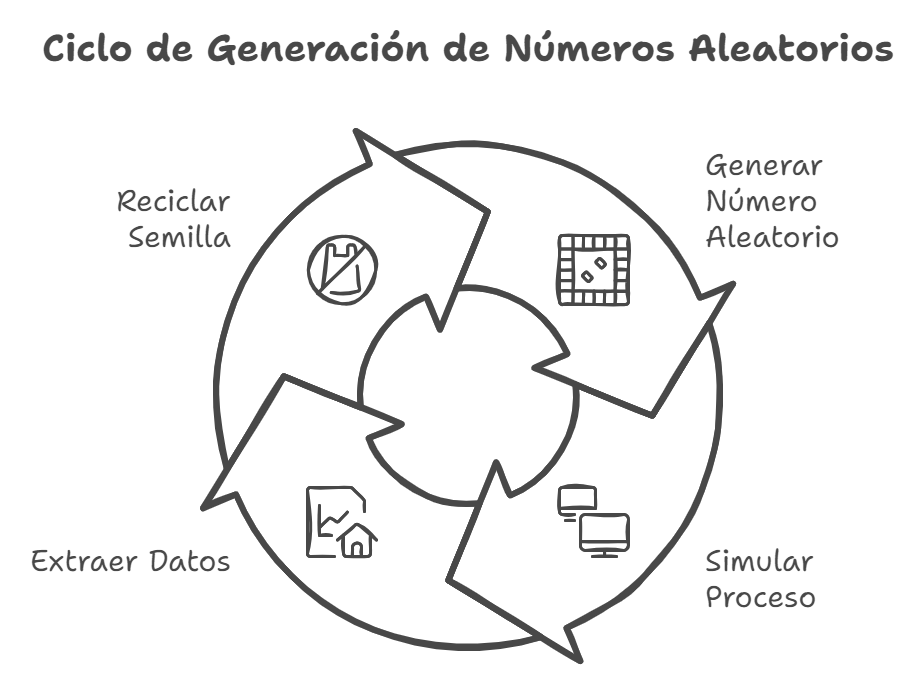 Ciclo de Generación de Números Aleatorios
Generar
Número
Aleatorio
Reciclar
Semilla
Extraer Datos
Simular
Proceso